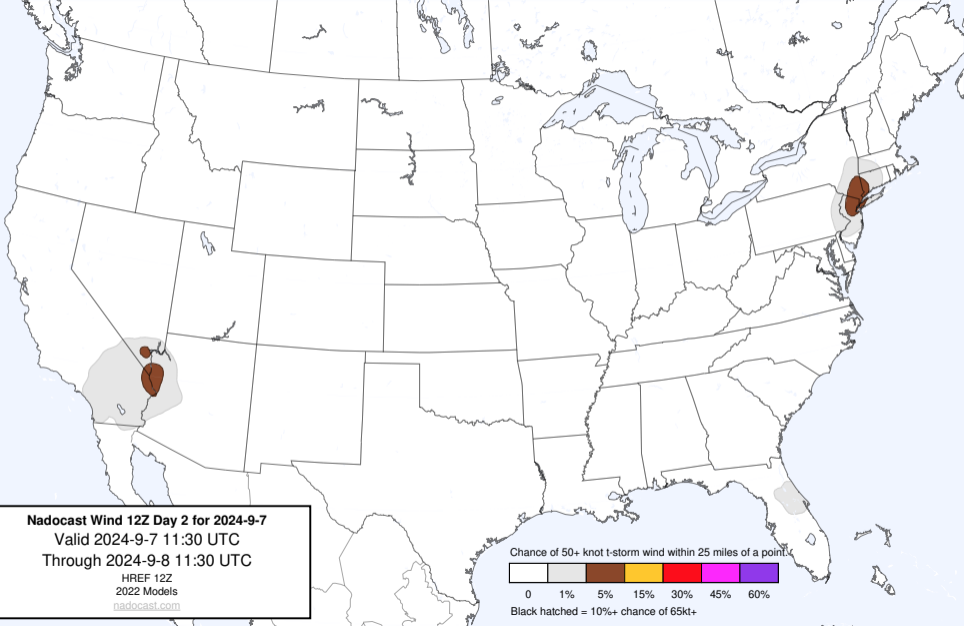 Nadocast Wind 12Z Day 2 for 2024-9-7
Valid 2024-9-7 11:30 UTC
Through 2024-9-8 11:30 UTC
HREF 12Z
2022 Models
nadocast.com
Chance of 50+ knot t-storm wind within 25 miles of a point.
0 1% 5% 15% 30% 45% 60%
Black hatched = 10%+ chance of 65kt+